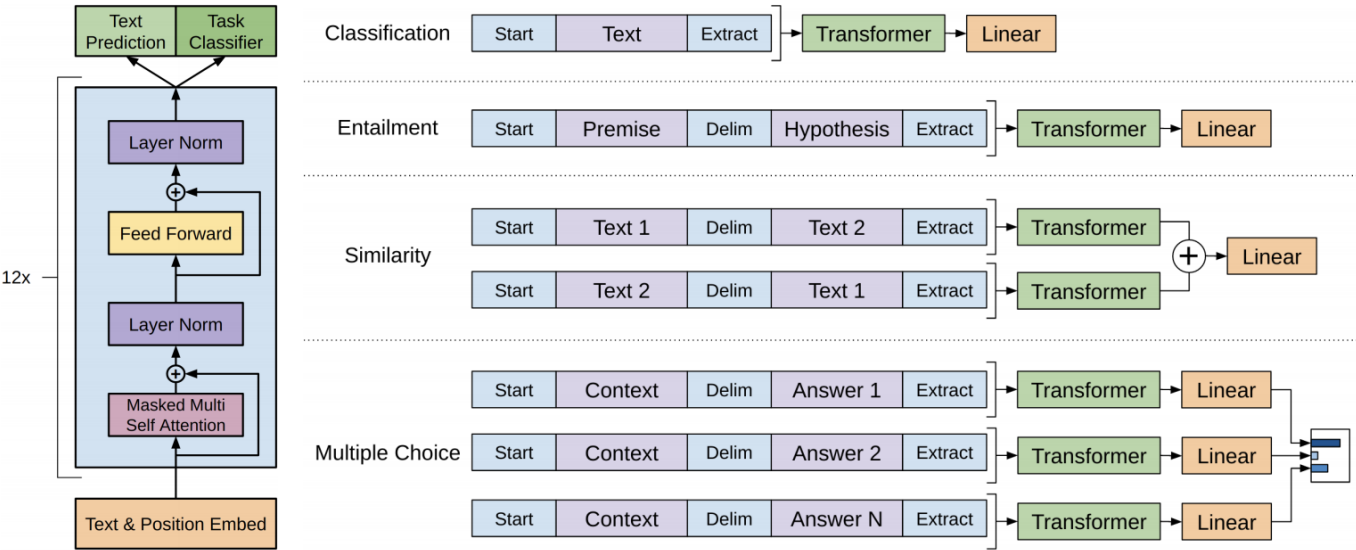 Text
Prediction
Task
Classifier
12x
Layer Norm
+
Feed Forward
Layer Norm
+
Masked Multi
Self Attention
Text & Position Embed
Classification Start Text Extract Transformer Linear
Entailment Start Premise Delim Hypothesis Extract Transformer Linear
Similarity
Start Text 1 Delim Text 2 Extract Transformer
+ Linear
Start Text 2 Delim Text 1 Extract Transformer
Multiple Choice
Start Context Delim Answer 1 Extract Transformer Linear
Start Context Delim Answer 2 Extract Transformer Linear
Start Context Delim Answer N Extract Transformer Linear